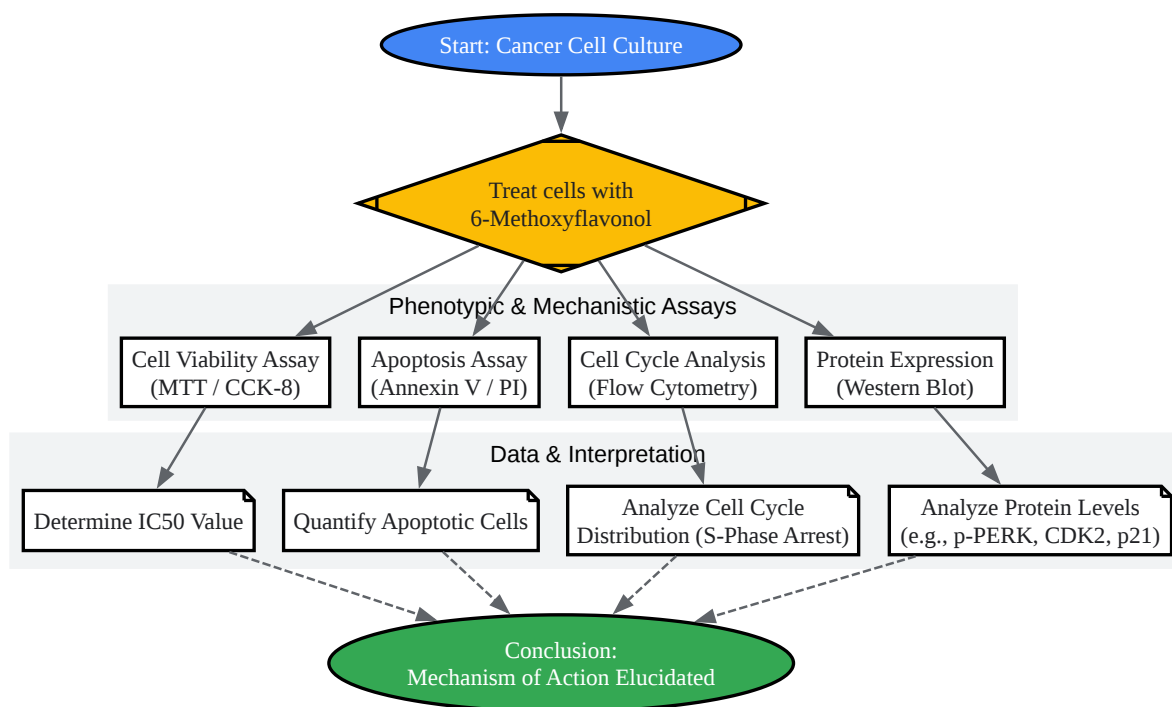 Start: Cancer Cell Culture
Treat cells with
6-Methoxyflavonol
Phenotypic & Mechanistic Assays
Cell Viability Assay
(MTT / CCK-8)
Apoptosis Assay
(Annexin V / PI)
Cell Cycle Analysis
(Flow Cytometry)
Protein Expression
(Western Blot)
Data & Interpretation
Determine IC50 Value
Quantify Apoptotic Cells
Analyze Cell Cycle
Distribution (S-Phase Arrest)
Analyze Protein Levels
(e.g., p-PERK, CDK2, p21)
Conclusion:
Mechanism of Action Elucidated